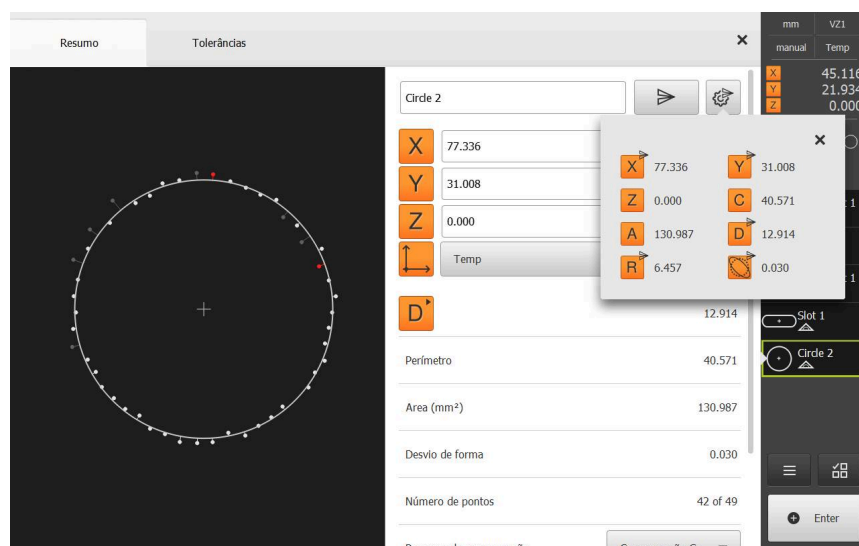 mm VZ1
Resumo Tolerâncias ×
manual Temp
X 45.116
Y 21.934
Z 0.000
Circle 2
X 77.336
Y 31.008
Z 0.000
Temp
X 77.336 Y 31.008
Z 0.000 C 40.571
A 130.987 D 12.914
R 6.457 0.030
1
1
D 12.914
Slot 1
Perímetro 40.571
Circle 2
Area (mm²) 130.987
Desvio de forma 0.030
Número de pontos 42 of 49
Enter